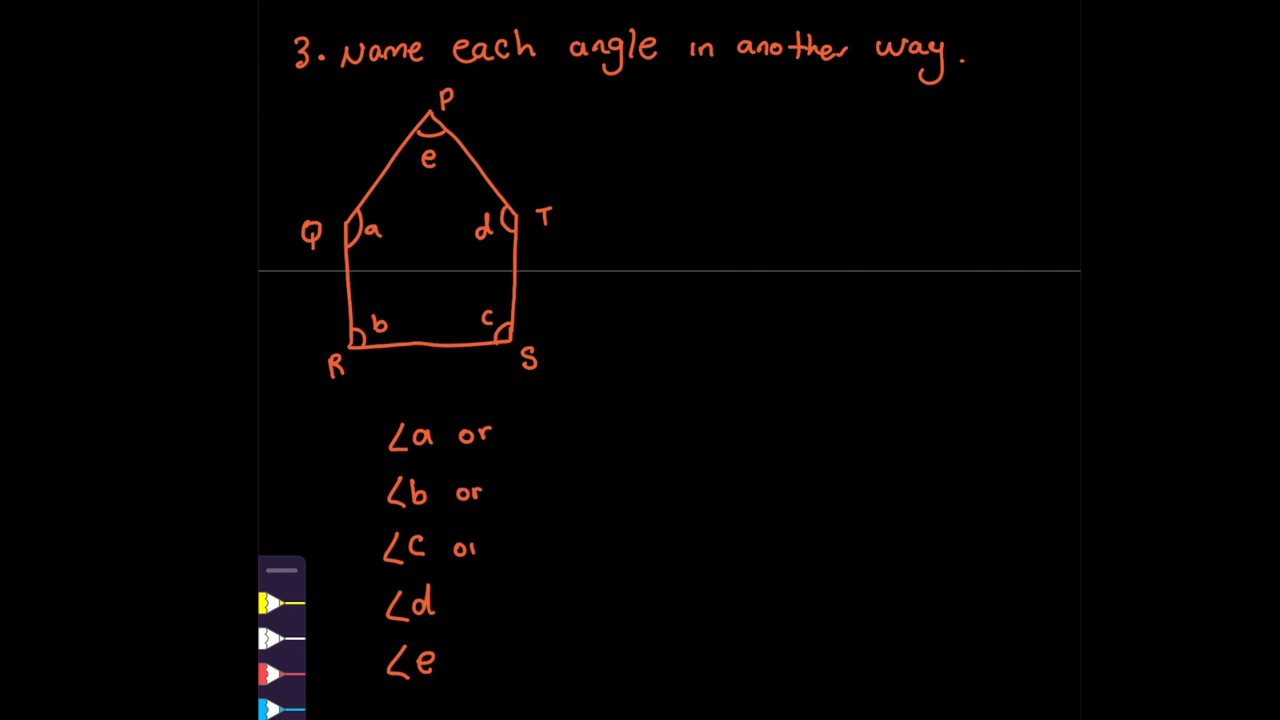 3. Name each angle in another way.
P
e
Q a d T
b c
R S
∠a or
∠b or
∠c or
∠d
∠e